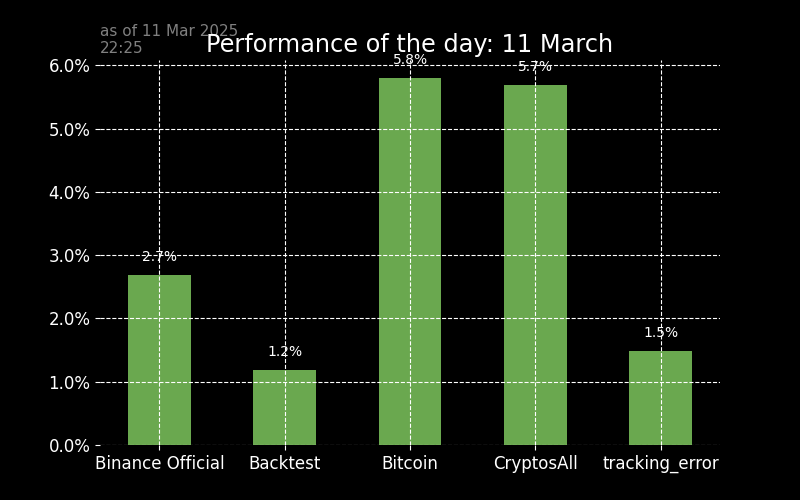 as of 11 Mar 2025
22:25
Performance of the day: 11 March
6.0%
5.0%
4.0%
3.0%
2.0%
1.0%
0.0%
2.7%
1.2%
5.8%
5.7%
1.5%
Binance Official
Backtest
Bitcoin
CryptosAll
tracking_error